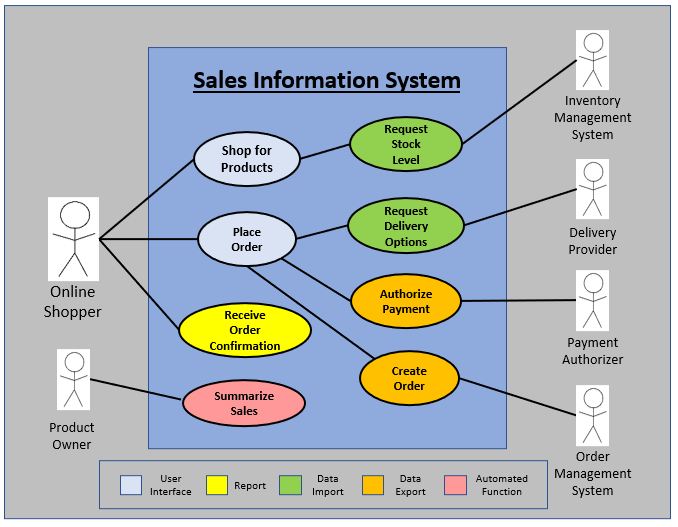 Sales Information System
Shop for
Products
Request
Stock
Level
Inventory
Management
System
Place
Order
Request
Delivery
Options
Delivery
Provider
Online
Shopper
Authorize
Payment
Payment
Authorizer
Receive
Order
Confirmation
Create
Order
Order
Management
System
Summarize
Sales
Product
Owner
User
Interface
Report
Data
Import
Data
Export
Automated
Function